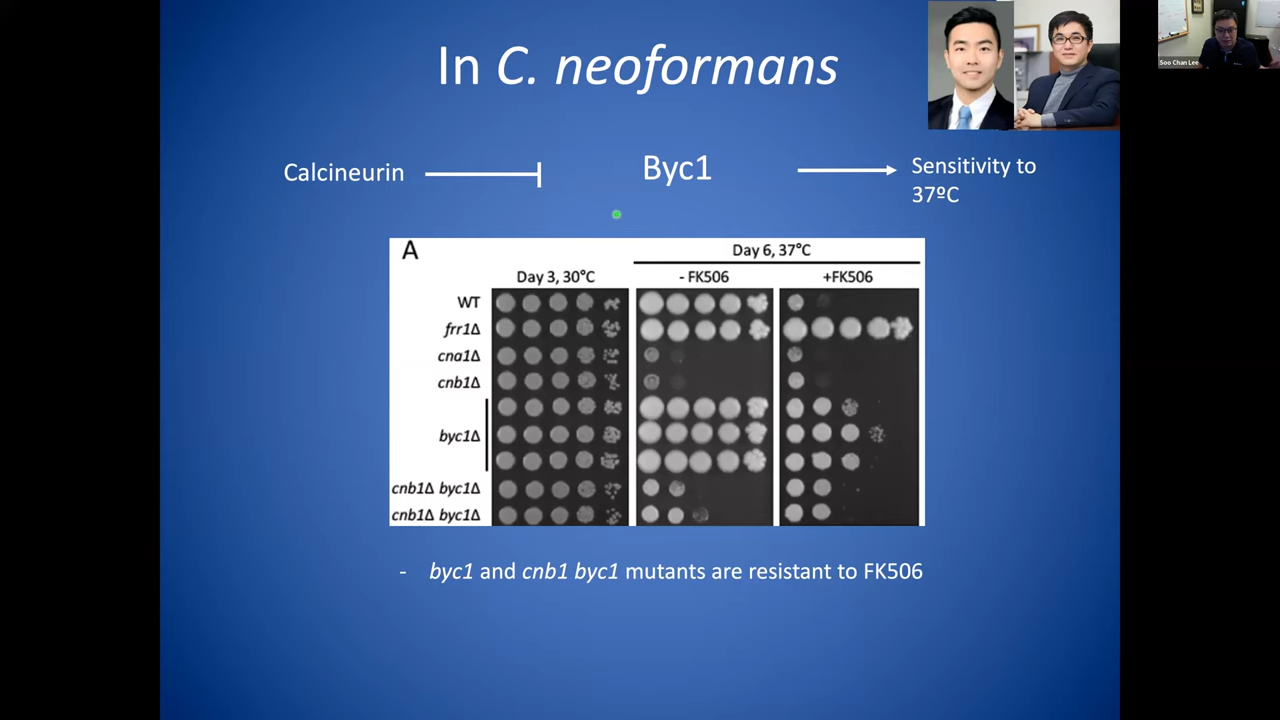 In C. neoformans
Soo Chan Lee
Calcineurin
Byc1
Sensitivity to
37ºC
A
Day 6, 37°C
Day 3, 30°C
- FK506
+FK506
WT
frr1Δ
cna1Δ
cnb1Δ
byc1Δ
cnb1Δ byc1Δ
cnb1Δ byc1Δ
- byc1 and cnb1 byc1 mutants are resistant to FK506